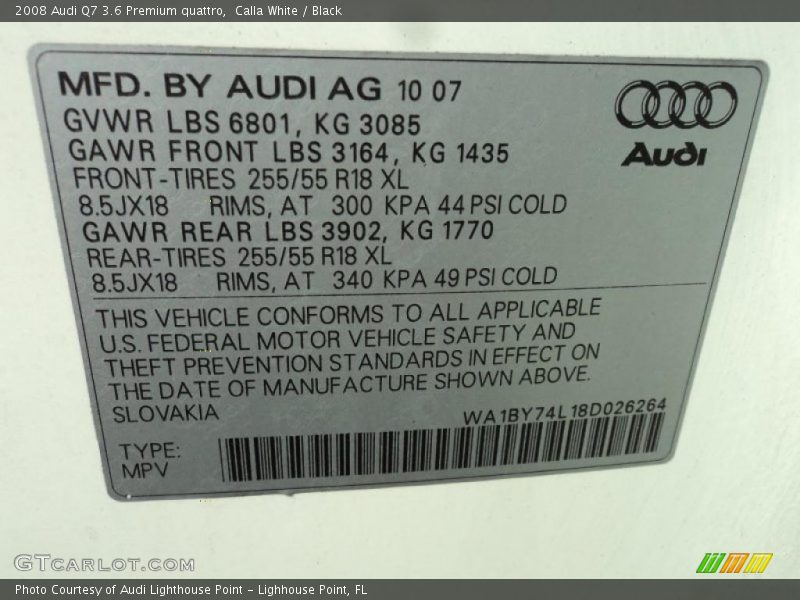 2008 Audi Q7 3.6 Premium quattro,  Calla White / Black
MFD. BY AUDI AG 10 07
GVWR LBS 6801, KG 3085
GAWR FRONT LBS 3164, KG 1435
FRONT-TIRES 255/55 R18 XL
8.5JX18 RIMS, AT 300 KPA 44 PSI COLD
GAWR REAR LBS 3902, KG 1770
REAR-TIRES 255/55 R18 XL
8.5JX18 RIMS, AT 340 KPA 49 PSI COLD
Audi
THIS VEHICLE CONFORMS TO ALL APPLICABLE
U.S. FEDERAL MOTOR VEHICLE SAFETY AND
THEFT PREVENTION STANDARDS IN EFFECT ON
THE DATE OF MANUFACTURE SHOWN ABOVE.
SLOVAKIA
WA1BY74L18D026264
TYPE:
MPV
GTCARLOT.COM
Photo Courtesy of Audi Lighthouse Point - Lighhouse Point, FL